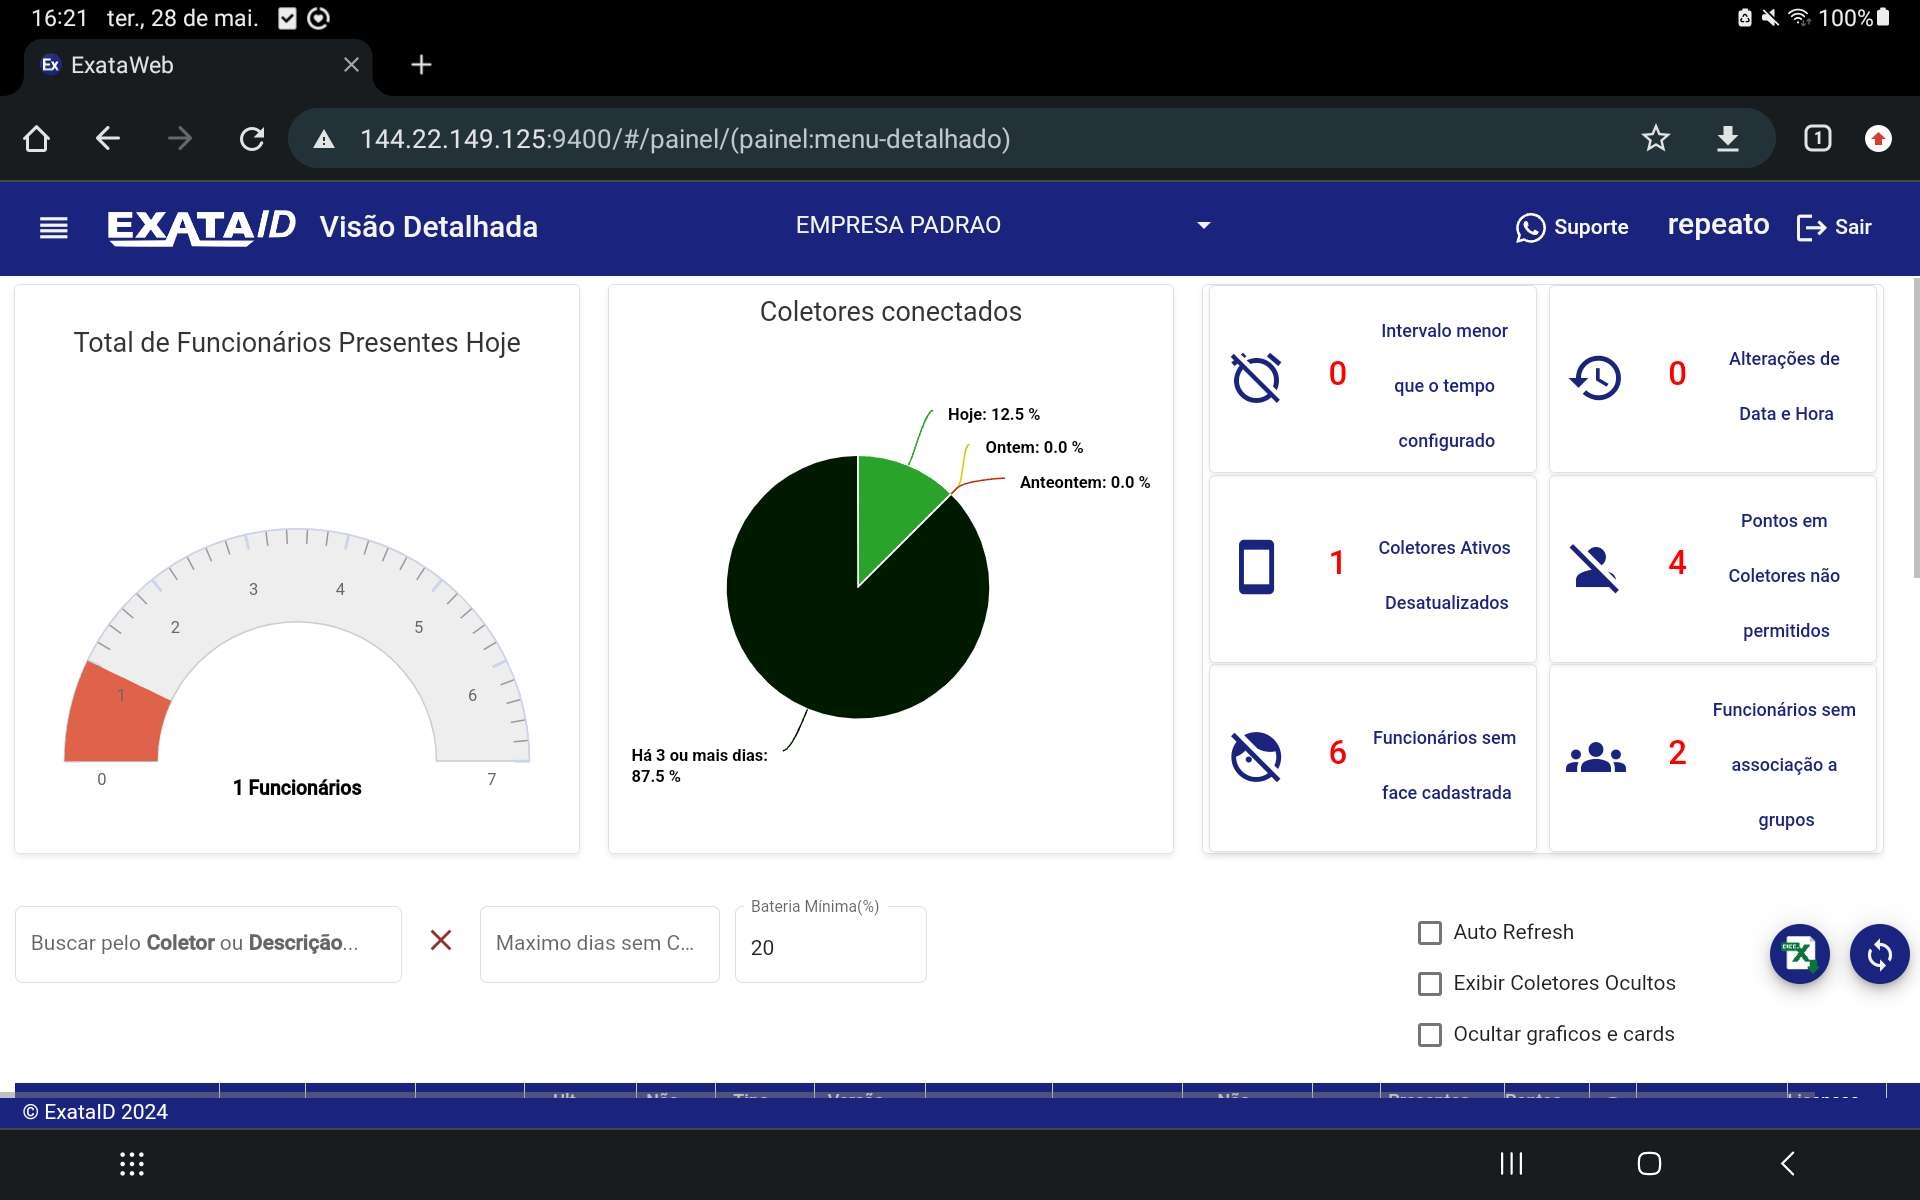 16:21 ter., 28 de mai.
100%
Ex ExataWeb
144.22.149.125:9400/#/painel/(painel:menu-detalhado)
1
EXATAID Visão Detalhada
EMPRESA PADRAO
Suporte
repeato
Sair
Total de Funcionários Presentes Hoje
0
1
2
3
4
5
6
7
1 Funcionários
Coletores conectados
Hoje: 12.5 %
Ontem: 0.0 %
Anteontem: 0.0 %
Há 3 ou mais dias:
87.5 %
0
Intervalo menor
que o tempo
configurado
0
Alterações de
Data e Hora
1
Coletores Ativos
Desatualizados
4
Pontos em
Coletores não
permitidos
6
Funcionários sem
face cadastrada
2
Funcionários sem
associação a
grupos
Buscar pelo Coletor ou Descrição...
Maximo dias sem C...
Bateria Mínima(%)
20
Auto Refresh
Exibir Coletores Ocultos
Ocultar graficos e cards
© ExataID 2024